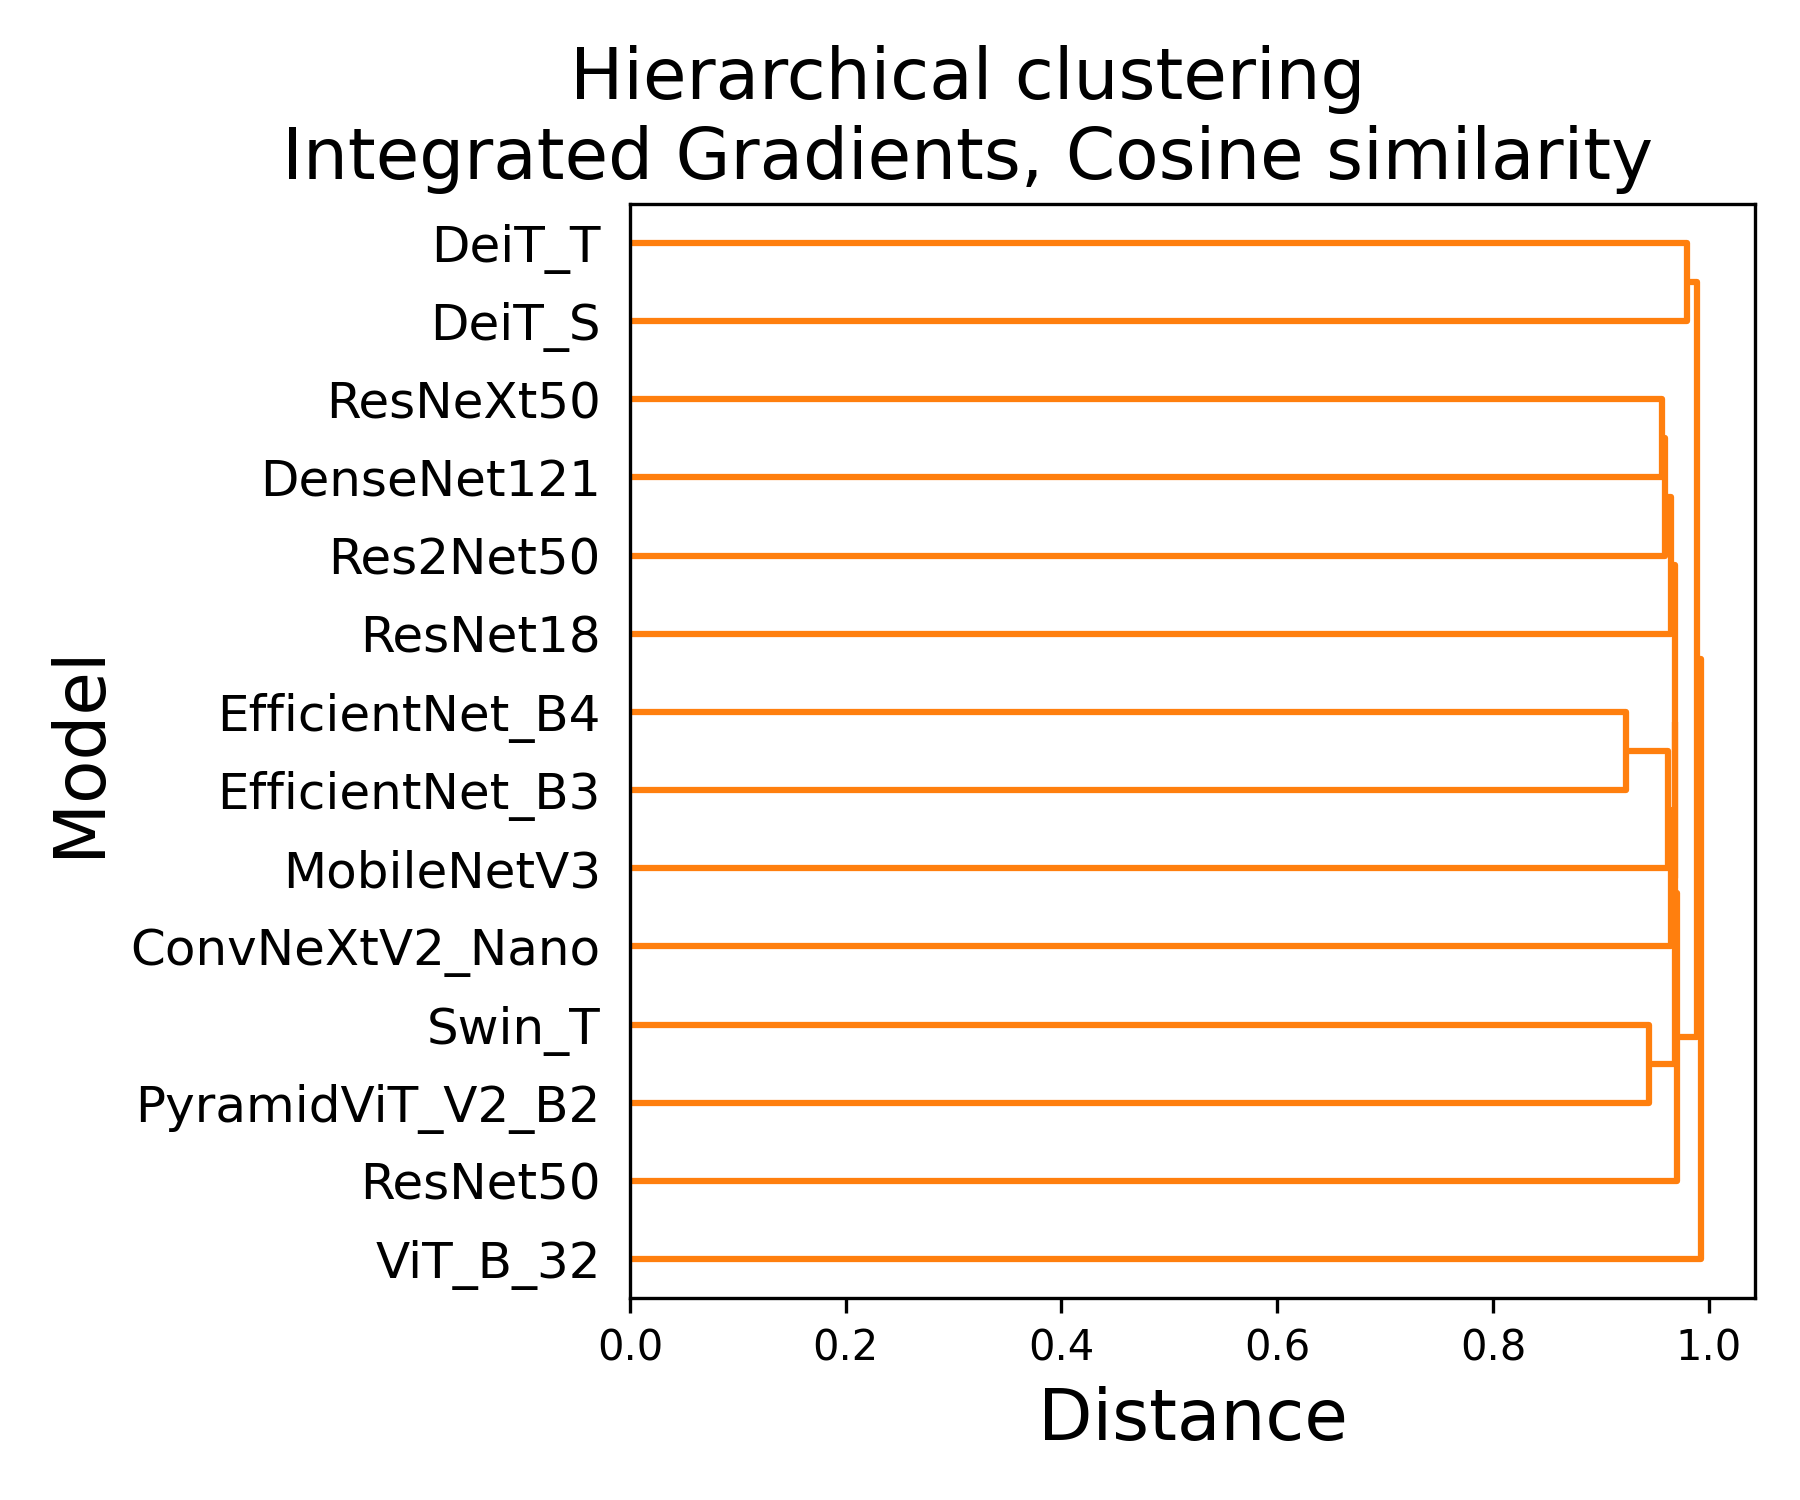 Hierarchical clustering
Integrated Gradients, Cosine similarity
DeiT_T
DeiT_S
ResNeXt50
DenseNet121
Res2Net50
ResNet18
EfficientNet_B4
EfficientNet_B3
MobileNetV3
ConvNeXtV2_Nano
Swin_T
PyramidViT_V2_B2
ResNet50
ViT_B_32
Model
0.0 0.2 0.4 0.6 0.8 1.0
Distance